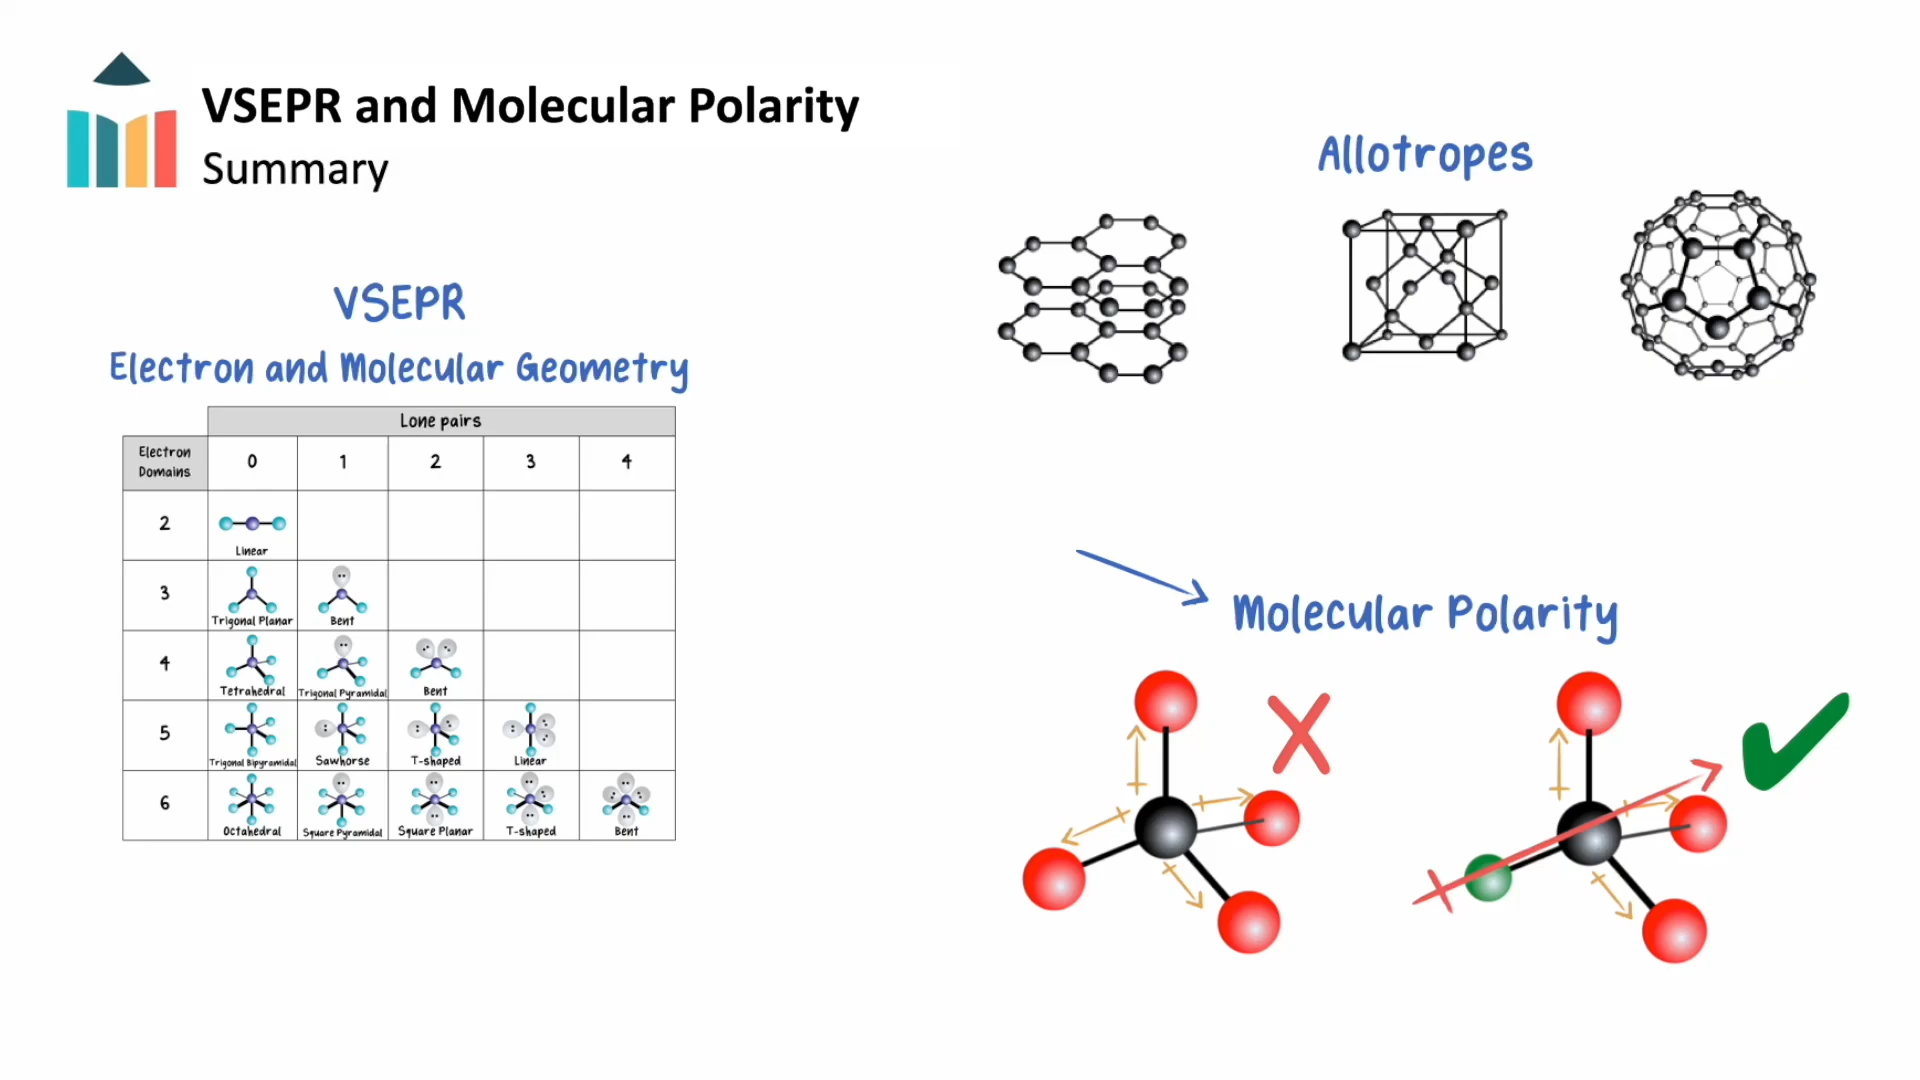 VSEPR and Molecular Polarity
Summary
VSEPR
Electron and Molecular Geometry
Lone pairs
Electron
Domains
0 1 2 3 4
2
Linear
3
Trigonal Planar Bent
4
Tetrahedral Trigonal Pyramidal Bent
5
Trigonal Bipyramidal Sawhorse T-shaped Linear
6
Octahedral Square Pyramidal Square Planar T-shaped Bent
Allotropes
Molecular Polarity